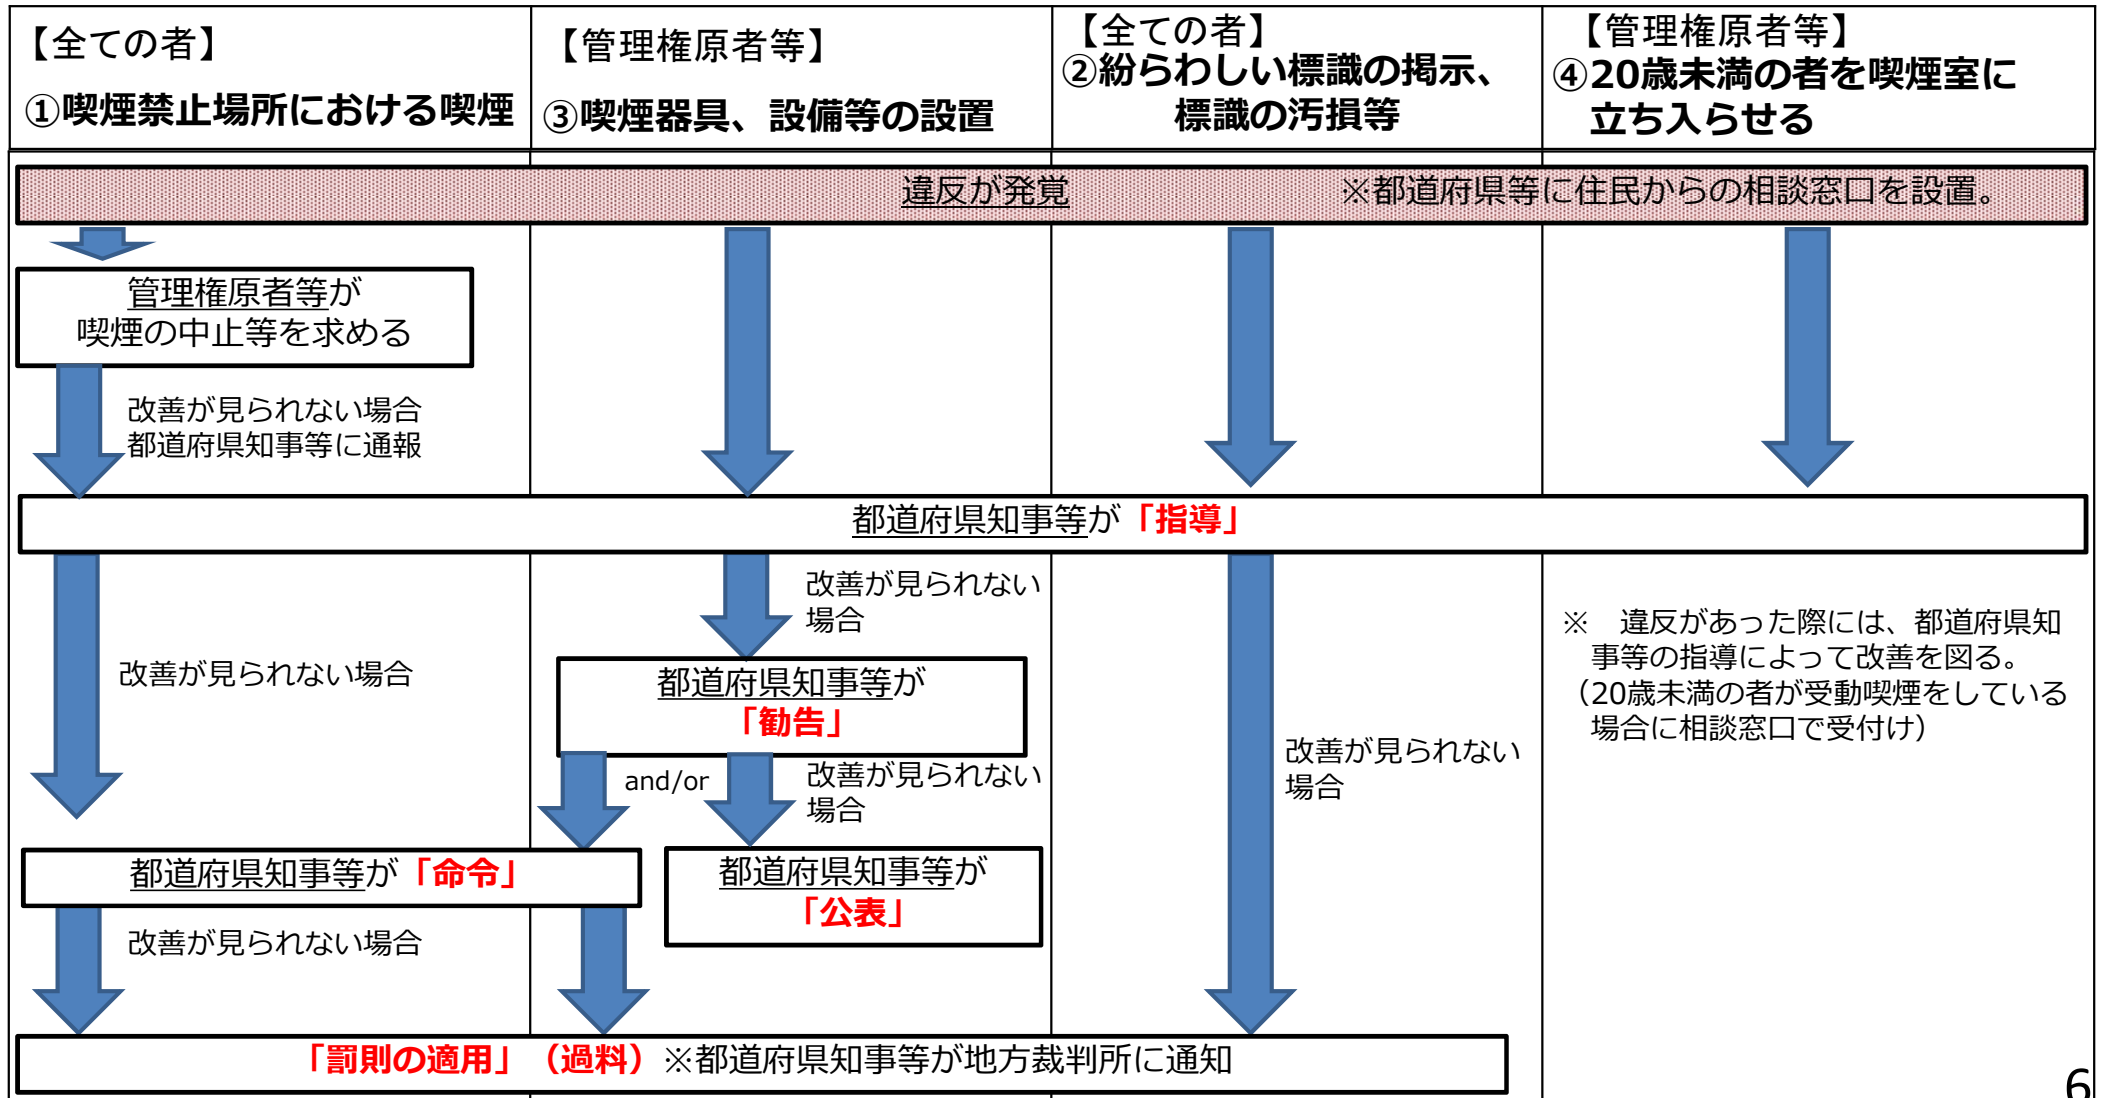 【全ての者】
①喫煙禁止場所における喫煙
【管理権原者等】
③喫煙器具、設備等の設置
【全ての者】
②紛らわしい標識の掲示、
標識の汚損等
【管理権原者等】
④20歳未満の者を喫煙室に
立ち入らせる
違反が発覚 ※都道府県等に住民からの相談窓口を設置。
管理権原者等が
喫煙の中止等を求める
改善が見られない場合
都道府県知事等に通報
都道府県知事等が「指導」
改善が見られない場合
改善が見られない
場合
都道府県知事等が
「勧告」
and/or
改善が見られない
場合
都道府県知事等が「命令」
都道府県知事等が
「公表」
改善が見られない場合
改善が見られない
場合
※　違反があった際には、都道府県知
事等の指導によって改善を図る。
（20歳未満の者が受動喫煙をしている
場合に相談窓口で受付け）
「罰則の適用」（過料）※都道府県知事等が地方裁判所に通知
6